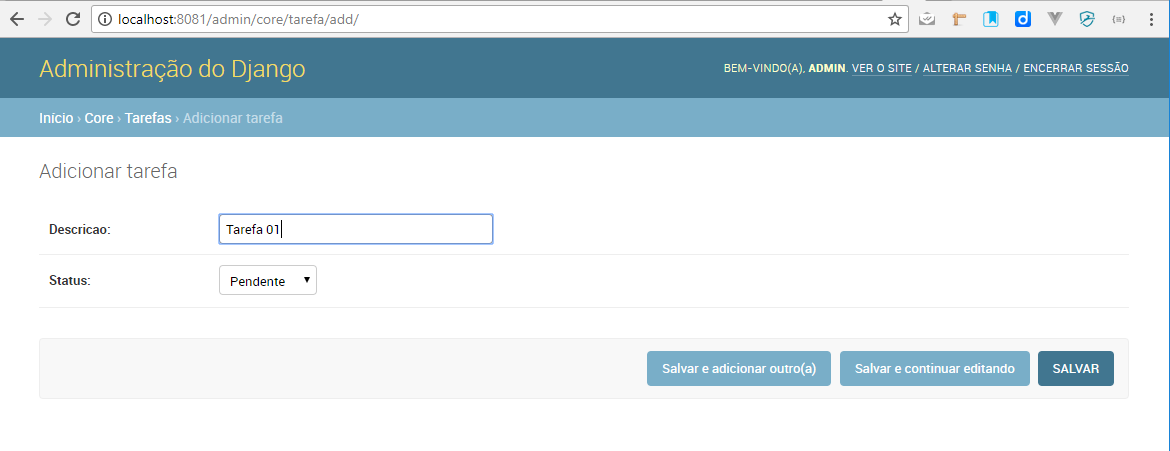 localhost:8081/admin/core/tarefa/add/
Administração do Django
BEM-VINDO(A), ADMIN. VER O SITE / ALTERAR SENHA / ENCERRAR SESSÃO
Início › Core › Tarefas › Adicionar tarefa
Adicionar tarefa
Descricao: Tarefa 01
Status: Pendente
Salvar e adicionar outro(a) Salvar e continuar editando SALVAR